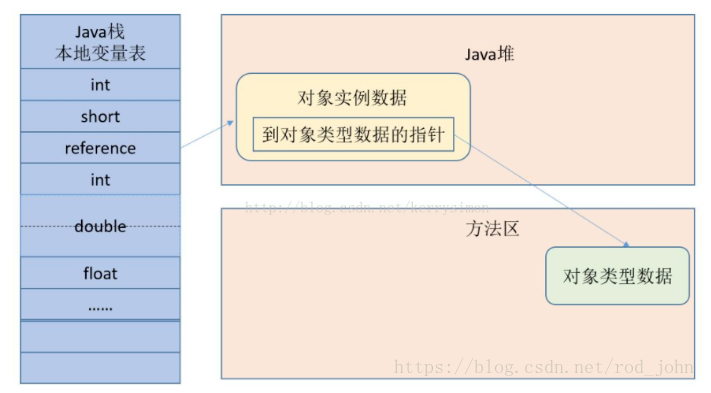 Java栈
本地变量表
int
short
reference
int
double
float
……
Java堆
对象实例数据
到对象类型数据的指针
http://blog.csdn.net/kerrysimon
方法区
对象类型数据
https://blog.csdn.net/rod_john